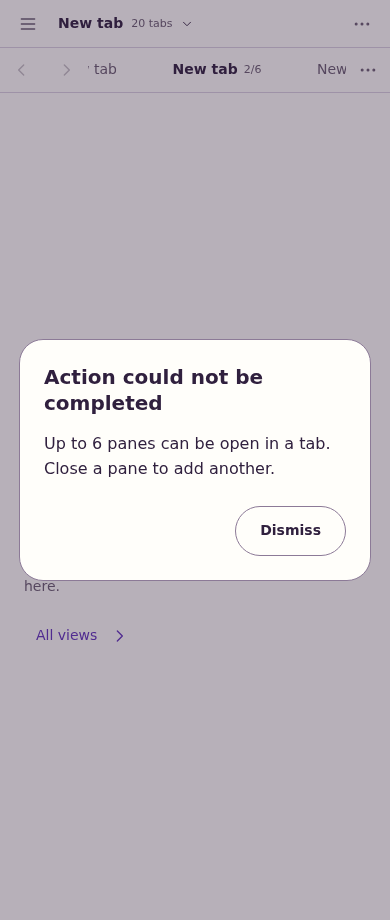 New tab 20 tabs
tab New tab 2/6 New
Action could not be
completed
Up to 6 panes can be open in a tab.
Close a pane to add another.
Dismiss
here.
All views